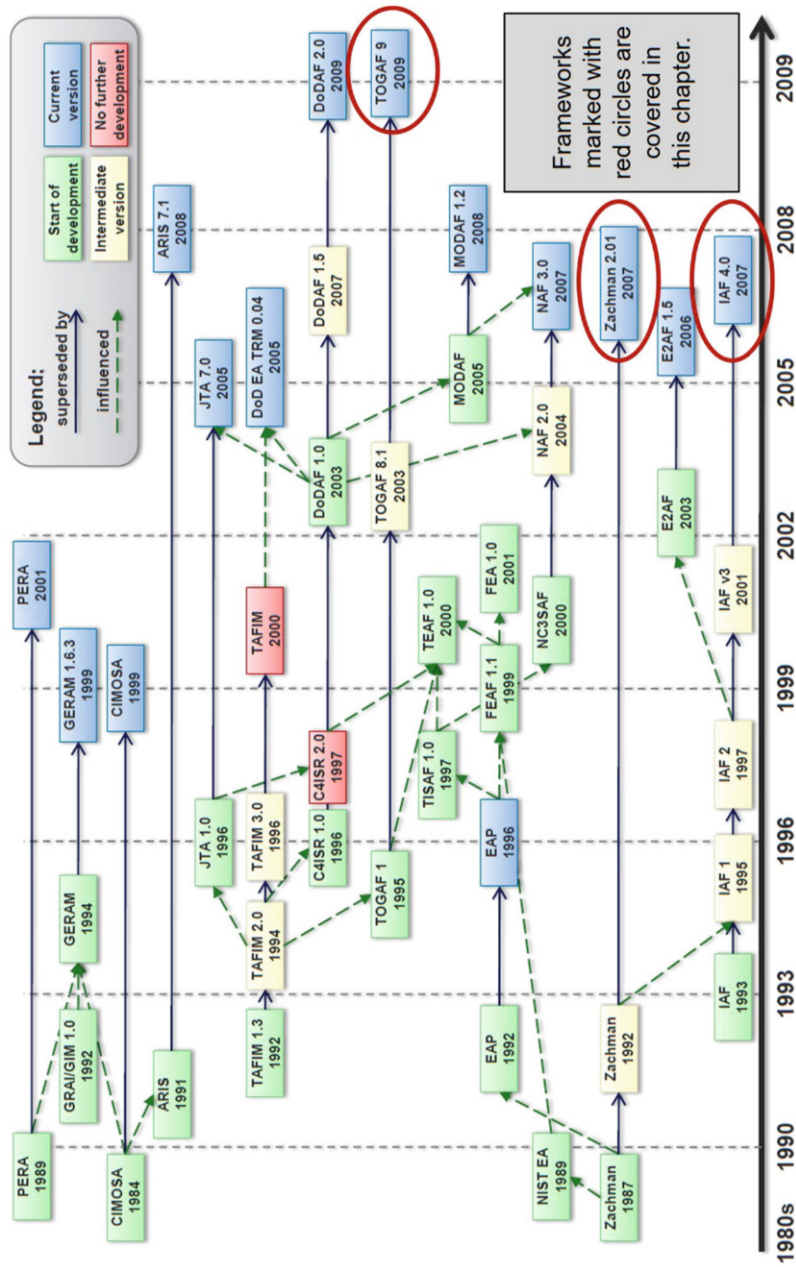 Legend:
superseded by
influenced
Start of
development
Current
version
Intermediate
version
No further
development
PERA
1989
PERA
2001
GRAI/GIM 1.0
1992
GERAM
1994
GERAM 1.6.3
1999
CIMOSA
1984
CIMOSA
1999
ARIS
1991
ARIS 7.1
2008
JTA 1.0
1996
JTA 7.0
2005
TAFIM 1.3
1992
TAFIM 2.0
1994
TAFIM 3.0
1996
TAFIM
2000
DoD EA TRM 0.04
2005
C4ISR 1.0
1996
C4ISR 2.0
1997
DoDAF 1.0
2003
DoDAF 1.5
2007
DoDAF 2.0
2009
TOGAF 1
1995
TOGAF 8.1
2003
TOGAF 9
2009
TISAF 1.0
1997
TEAF 1.0
2000
MODAF
2005
MODAF 1.2
2008
EAP
1992
EAP
1996
FEAF 1.1
1999
FEA 1.0
2001
NIST EA
1989
NC3SAF
2000
NAF 2.0
2004
NAF 3.0
2007
Zachman
1987
Zachman
1992
Zachman 2.01
2007
E2AF
2003
E2AF 1.5
2006
IAF
1993
IAF 1
1995
IAF 2
1997
IAF v3
2001
IAF 4.0
2007
Frameworks
marked with
red circles are
covered in
this chapter.
1980s
1990
1993
1996
1999
2002
2005
2008
2009